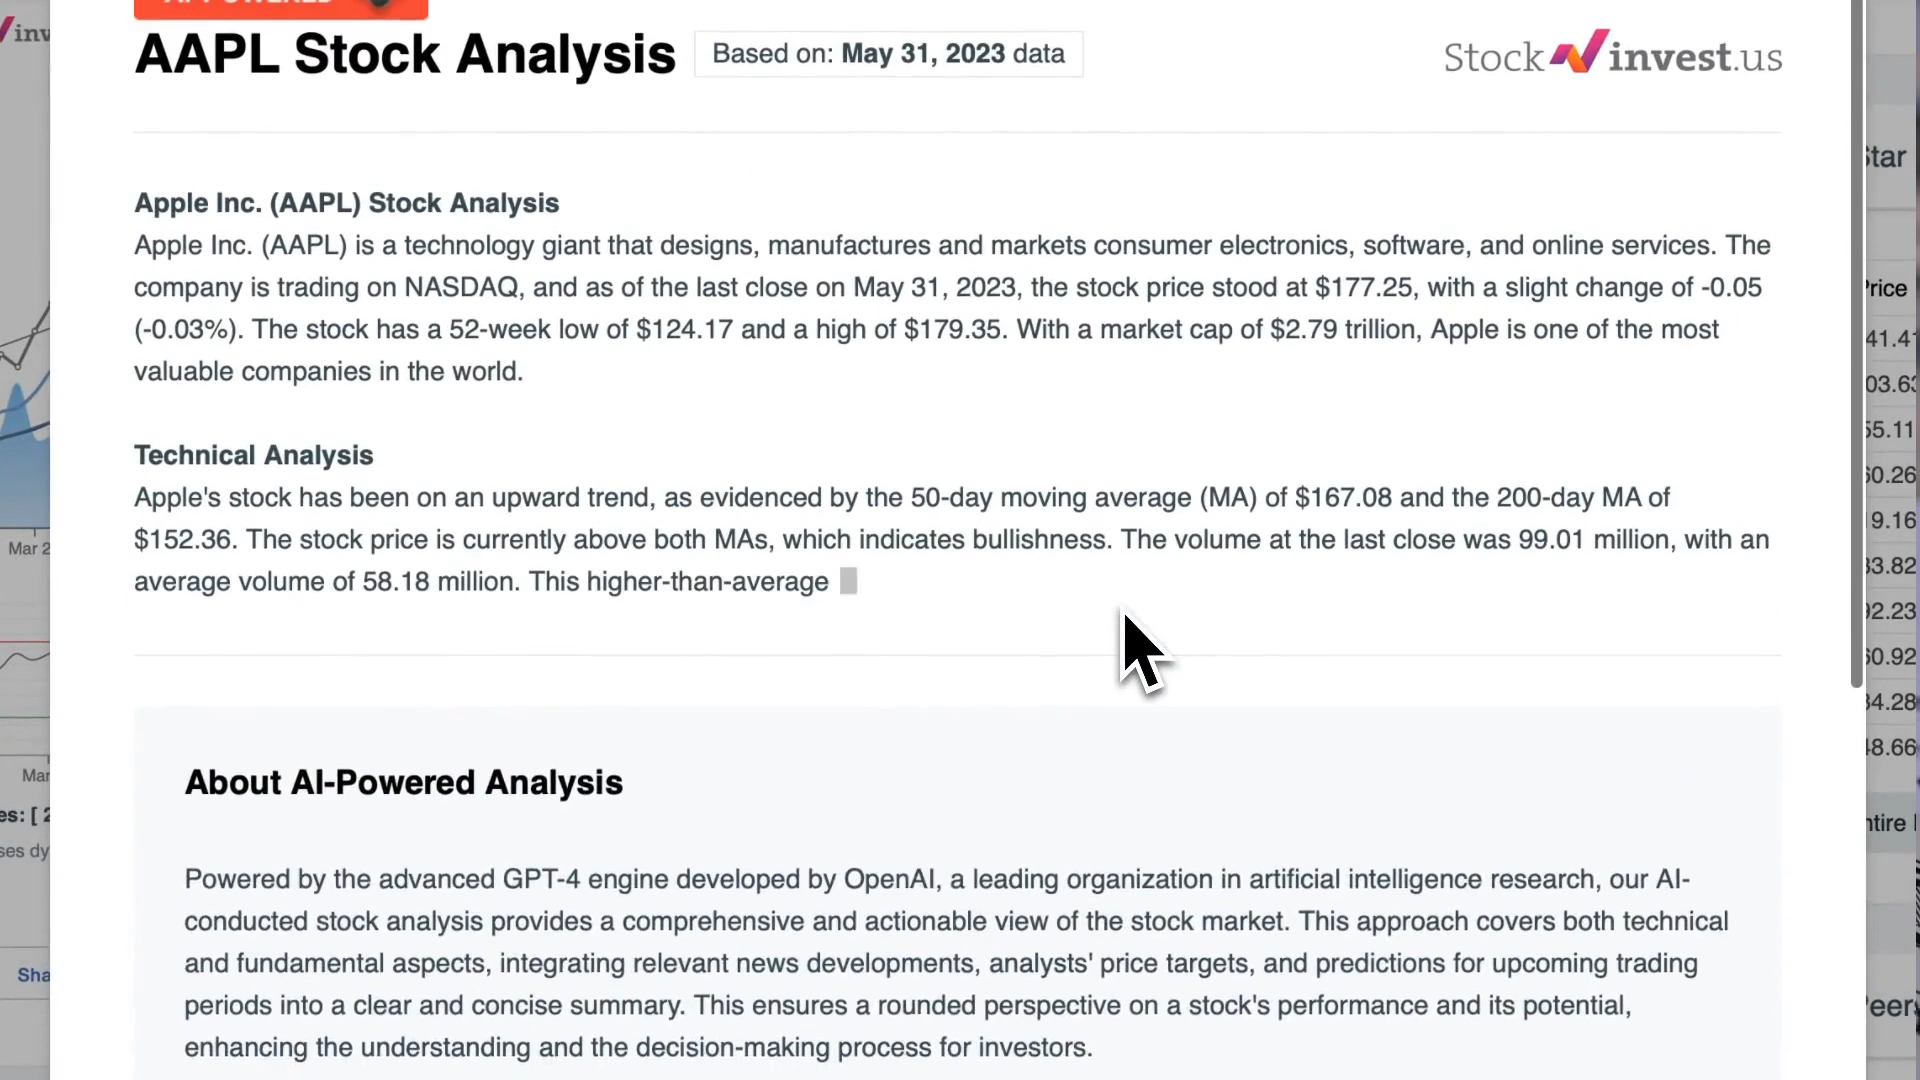 AAPL Stock Analysis
Based on: May 31, 2023 data
Stock invest.us
Apple Inc. (AAPL) Stock Analysis
Apple Inc. (AAPL) is a technology giant that designs, manufactures and markets consumer electronics, software, and online services. The
company is trading on NASDAQ, and as of the last close on May 31, 2023, the stock price stood at $177.25, with a slight change of -0.05
(-0.03%). The stock has a 52-week low of $124.17 and a high of $179.35. With a market cap of $2.79 trillion, Apple is one of the most
valuable companies in the world.
Technical Analysis
Apple's stock has been on an upward trend, as evidenced by the 50-day moving average (MA) of $167.08 and the 200-day MA of
$152.36. The stock price is currently above both MAs, which indicates bullishness. The volume at the last close was 99.01 million, with an
average volume of 58.18 million. This higher-than-average
About AI-Powered Analysis
Powered by the advanced GPT-4 engine developed by OpenAI, a leading organization in artificial intelligence research, our AI-
conducted stock analysis provides a comprehensive and actionable view of the stock market. This approach covers both technical
and fundamental aspects, integrating relevant news developments, analysts' price targets, and predictions for upcoming trading
periods into a clear and concise summary. This ensures a rounded perspective on a stock's performance and its potential,
enhancing the understanding and the decision-making process for investors.